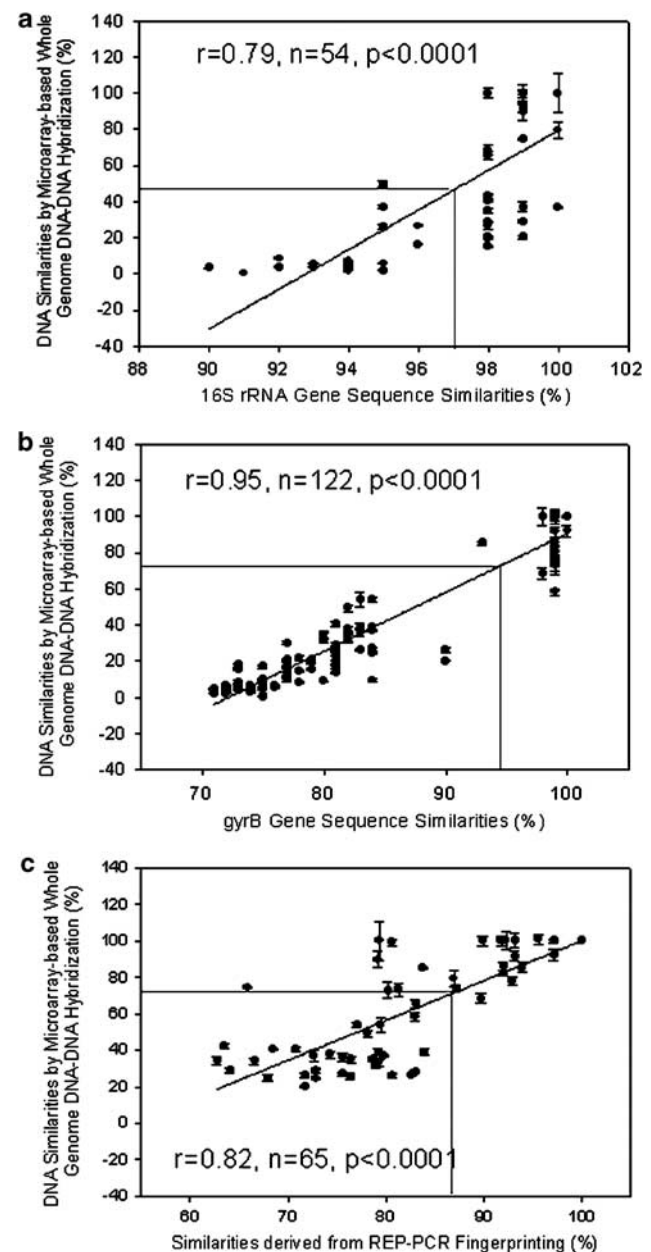 a
DNA Similarities by Microarray-based Whole
Genome DNA-DNA Hybridization (%)
140
120
100
80
60
40
20
0
-20
-40
r=0.79, n=54, p<0.0001
88 90 92 94 96 98 100 102
16S rRNA Gene Sequence Similarities (%)
b
DNA Similarities by Microarray-based Whole
Genome DNA-DNA Hybridization (%)
140
120
100
80
60
40
20
0
-20
-40
r=0.95, n=122, p<0.0001
70 80 90 100
gyrB Gene Sequence Similarities (%)
c
DNA Similarities by Microarray-based Whole
Genome DNA-DNA Hybridization (%)
140
120
100
80
60
40
20
0
-20
-40
r=0.82, n=65, p<0.0001
60 70 80 90 100
Similarities derived from REP-PCR Fingerprinting (%)